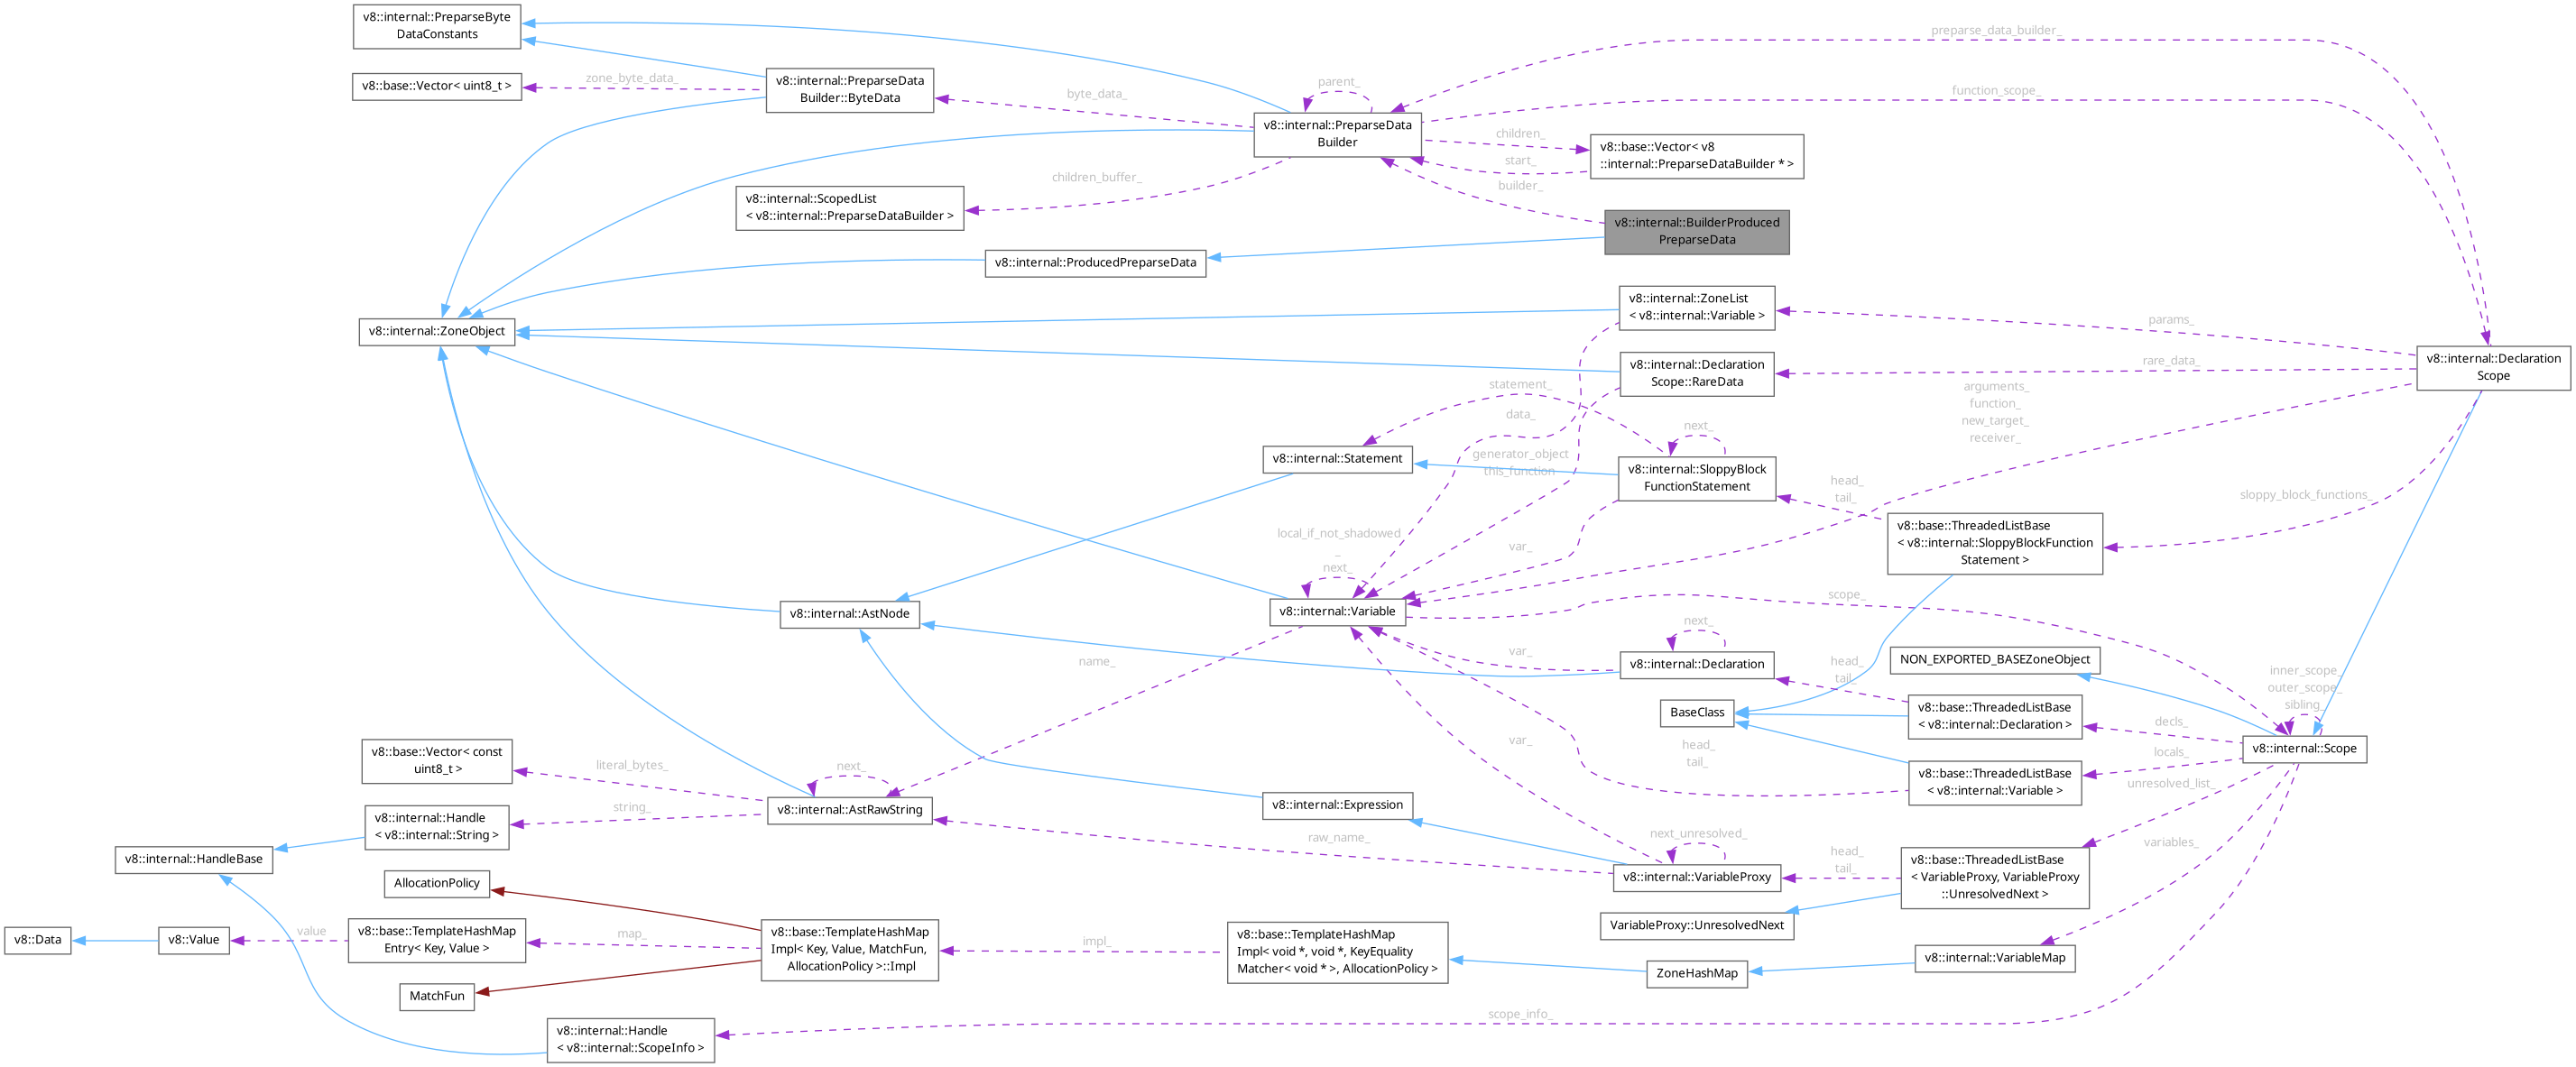 v8::internal::PreparseByte
DataConstants
v8::base::Vector< uint8_t >
zone_byte_data_
v8::internal::PreparseData
Builder::ByteData
byte_data_
parent_
v8::internal::PreparseData
Builder
preparse_data_builder_
function_scope_
children_
start_
builder_
v8::base::Vector< v8
::internal::PreparseDataBuilder * >
children_buffer_
v8::internal::ScopedList
< v8::internal::PreparseDataBuilder >
v8::internal::BuilderProduced
PreparseData
v8::internal::ProducedPreparseData
v8::internal::ZoneObject
v8::internal::ZoneList
< v8::internal::Variable >
params_
v8::internal::Declaration
Scope::RareData
rare_data_
v8::internal::Declaration
Scope
arguments_
function_
new_target_
receiver_
statement_
data_
next_
v8::internal::Statement
generator_object
this_function
v8::internal::SloppyBlock
FunctionStatement
head_
tail_
sloppy_block_functions_
v8::base::ThreadedListBase
< v8::internal::SloppyBlockFunction
Statement >
local_if_not_shadowed
_
next_
var_
v8::internal::AstNode
v8::internal::Variable
scope_
name_
next_
var_
v8::internal::Declaration
head_
tail_
NON_EXPORTED_BASEZoneObject
inner_scope_
outer_scope_
sibling_
BaseClass
v8::base::ThreadedListBase
< v8::internal::Declaration >
decls_
v8::internal::Scope
v8::base::Vector< const
uint8_t >
literal_bytes_
next_
var_
head_
tail_
locals_
v8::base::ThreadedListBase
< v8::internal::Variable >
unresolved_list_
v8::internal::AstRawString
string_
v8::internal::Handle
< v8::internal::String >
v8::internal::Expression
raw_name_
next_unresolved_
v8::internal::HandleBase
v8::internal::VariableProxy
head_
tail_
v8::base::ThreadedListBase
< VariableProxy, VariableProxy
::UnresolvedNext >
variables_
AllocationPolicy
v8::Data
v8::Value
value
v8::base::TemplateHashMap
Entry< Key, Value >
map_
v8::base::TemplateHashMap
Impl< Key, Value, MatchFun,
AllocationPolicy >::Impl
impl_
v8::base::TemplateHashMap
Impl< void *, void *, KeyEquality
Matcher< void * >, AllocationPolicy >
VariableProxy::UnresolvedNext
ZoneHashMap
v8::internal::VariableMap
MatchFun
v8::internal::Handle
< v8::internal::ScopeInfo >
scope_info_